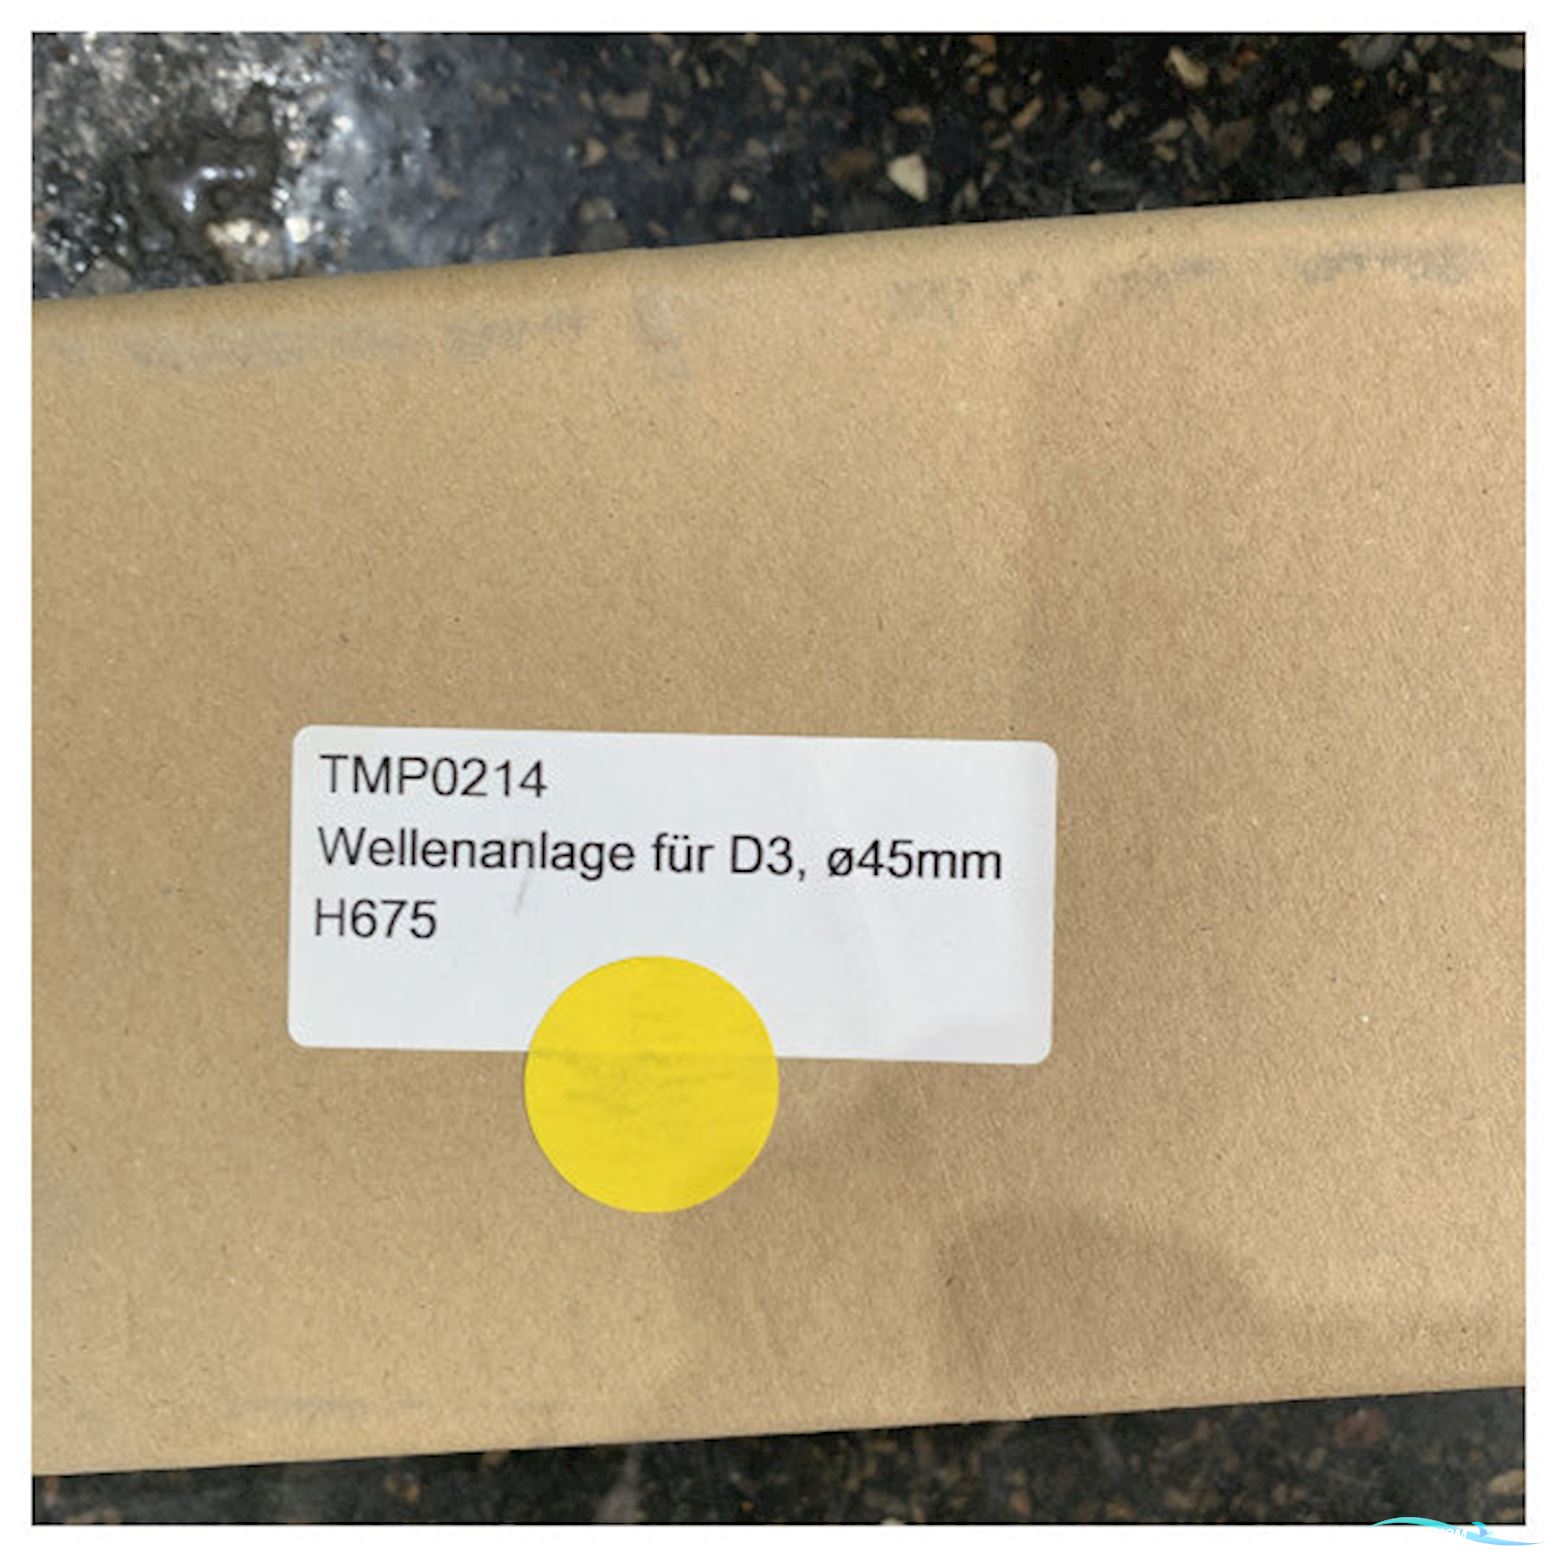 TMP0214
Wellenanlage für D3, ø45mm
H675